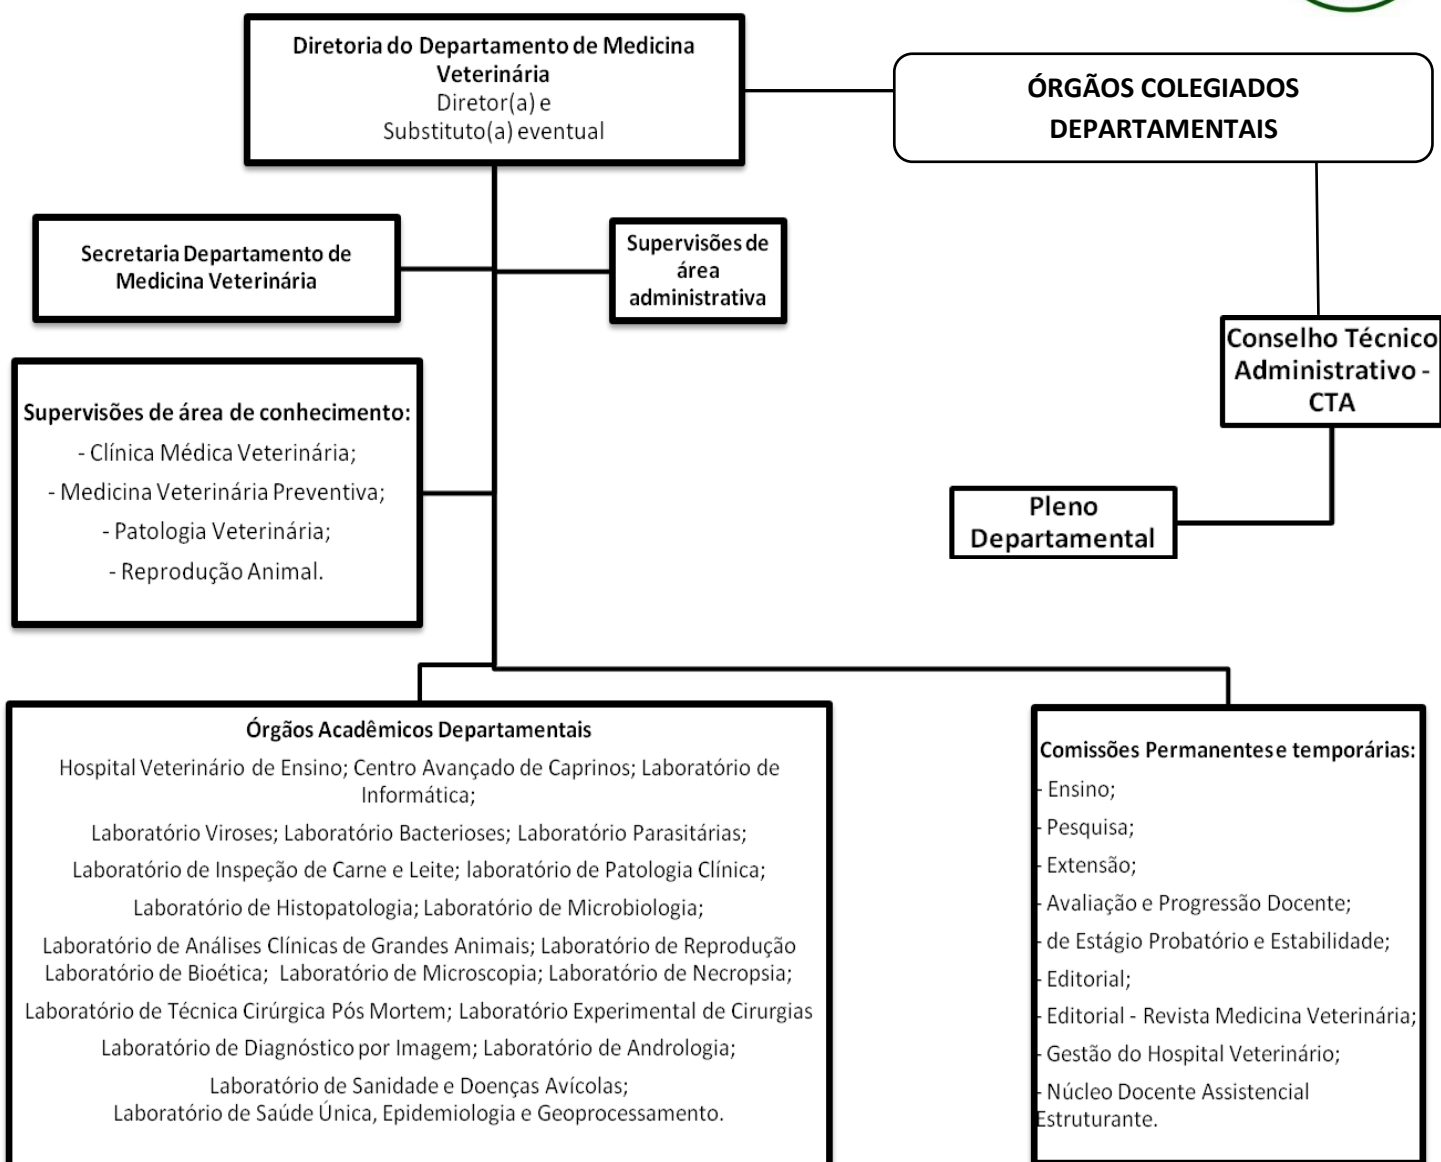 Diretoria do Departamento de Medicina
Veterinária
Diretor(a) e
Substituto(a) eventual
ÓRGÃOS COLEGIADOS
DEPARTAMENTAIS
Secretaria Departamento de
Medicina Veterinária
Supervisões de
área
administrativa
Conselho Técnico
Administrativo -
CTA
Supervisões de área de conhecimento:
- Clínica Médica Veterinária;
- Medicina Veterinária Preventiva;
- Patologia Veterinária;
- Reprodução Animal.
Pleno
Departamental
Órgãos Acadêmicos Departamentais
Hospital Veterinário de Ensino; Centro Avançado de Caprinos; Laboratório de
Informática;
Laboratório Viroses; Laboratório Bacterioses; Laboratório Parasitárias;
Laboratório de Inspeção de Carne e Leite; laboratório de Patologia Clínica;
Laboratório de Histopatologia; Laboratório de Microbiologia;
Laboratório de Análises Clínicas de Grandes Animais; Laboratório de Reprodução
Laboratório de Bioética; Laboratório de Microscopia; Laboratório de Necropsia;
Laboratório de Técnica Cirúrgica Pós Mortem; Laboratório Experimental de Cirurgias
Laboratório de Diagnóstico por Imagem; Laboratório de Andrologia;
Laboratório de Sanidade e Doenças Avícolas;
Laboratório de Saúde Única, Epidemiologia e Geoprocessamento.
Comissões Permanentes e temporárias:
- Ensino;
- Pesquisa;
- Extensão;
- Avaliação e Progressão Docente;
- de Estágio Probatório e Estabilidade;
- Editorial;
- Editorial - Revista Medicina Veterinária;
- Gestão do Hospital Veterinário;
- Núcleo Docente Assistencial
Estruturante.